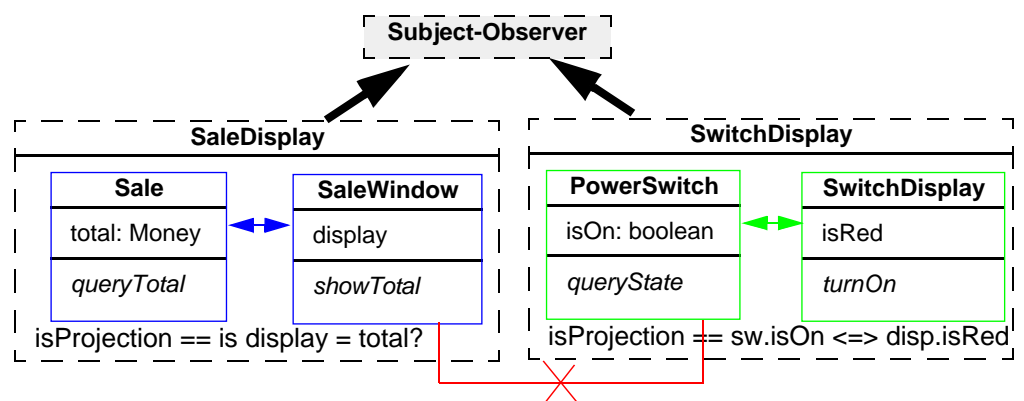 Subject-Observer
SaleDisplay
Sale
total: Money
queryTotal
SaleWindow
display
showTotal
isProjection == is display = total?
SwitchDisplay
PowerSwitch
isOn: boolean
queryState
SwitchDisplay
isRed
turnOn
isProjection == sw.isOn <=> disp.isRed